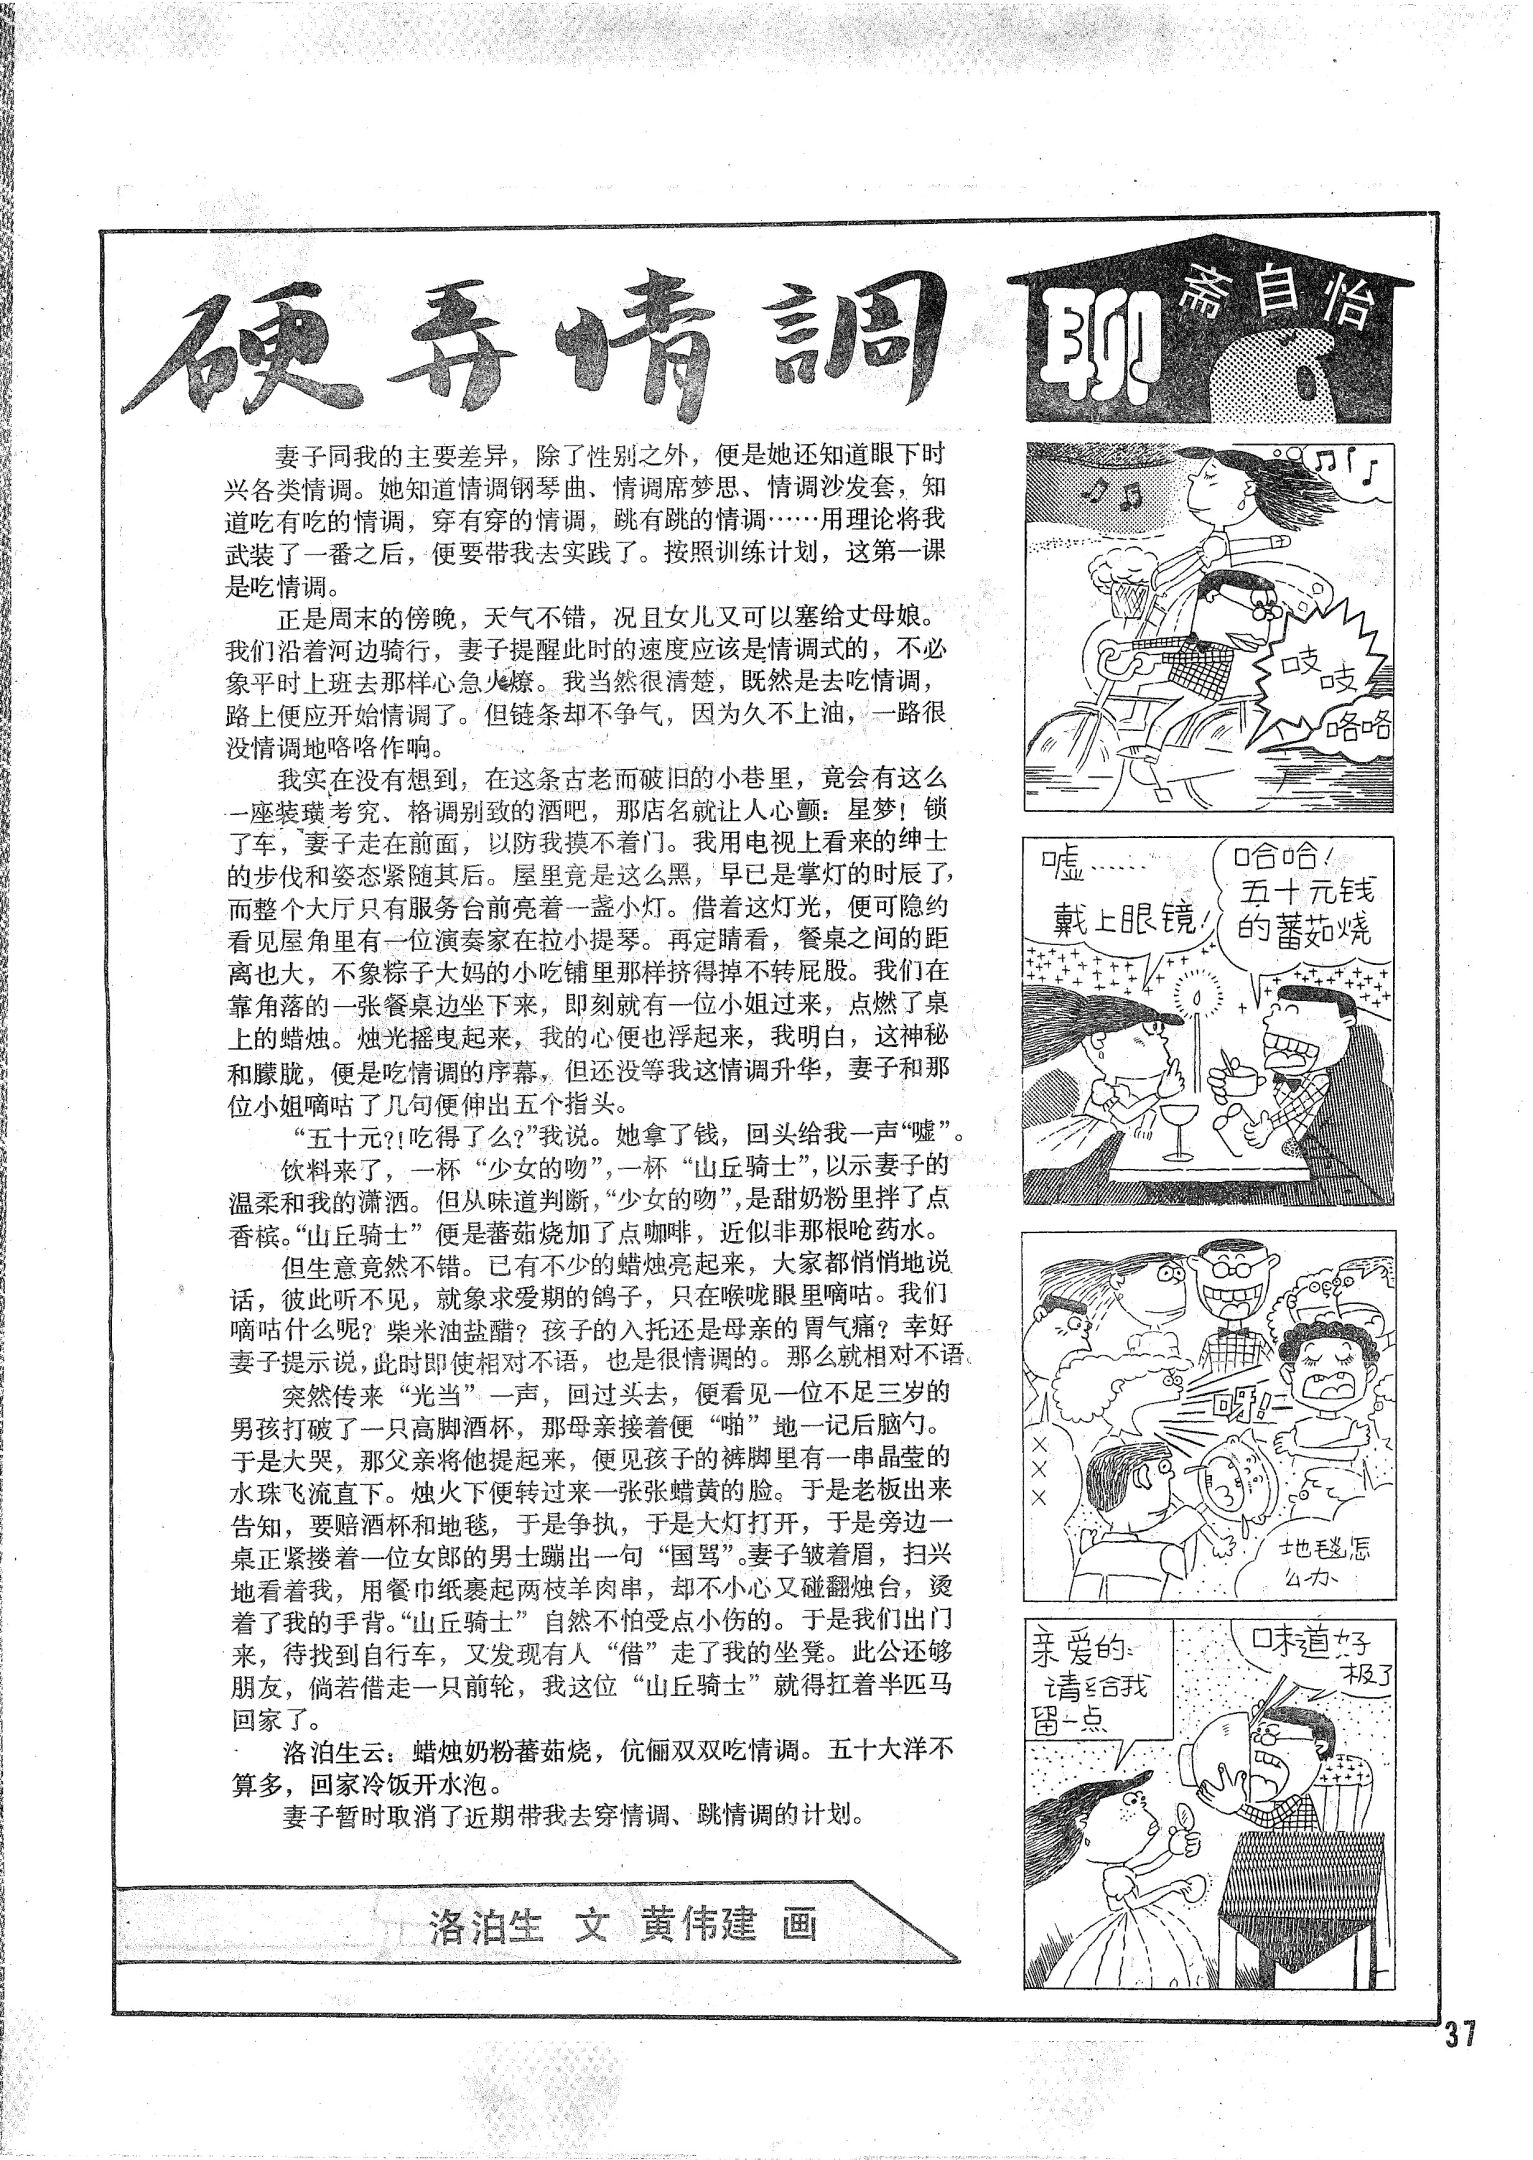 硬弄情調
妻子同我的主要差异，除了性别之外，便是她还知道眼下时
兴各类情调。她知道情调钢琴曲、情调席梦思、情调沙发套，知
道吃有吃的情调，穿有穿的情调，跳有跳的情调……用理论将我
武装了一番之后，便要带我去实践了。按照训练计划，这第一课
是吃情调。
正是周末的傍晚，天气不错，况且女儿又可以塞给丈母娘。
我们沿着河边骑行，妻子提醒此时的速度应该是情调式的，不必
象平时上班去那样心急火燎。我当然很清楚，既然是去吃情调，
路上便应开始情调了。但链条却不争气，因为久不上油，一路很
没情调地咯咯作响。
我实在没有想到，在这条古老而破旧的小巷里，竟会有这么
一座装璜考究、格调别致的酒吧，那店名就让人心颤：星梦！锁
了车，妻子走在前面，以防我摸不着门。我用电视上看来的绅士
的步伐和姿态紧随其后。屋里竟是这么黑，早已是掌灯的时辰了，
而整个大厅只有服务台前亮着一盏小灯。借着这灯光，便可隐约
看见屋角里有一位演奏家在拉小提琴。再定睛看，餐桌之间的距
离也大，不象粽子大妈的小吃铺里那样挤得掉不转屁股。我们在
靠角落的一张餐桌边坐下来，即刻就有一位小姐过来，点燃了桌
上的蜡烛。烛光摇曳起来，我的心便也浮起来，我明白，这神秘
和朦胧，便是吃情调的序幕，但还没等我这情调升华，妻子和那
位小姐嘀咕了几句便伸出五个指头。
“五十元?!吃得了么?”我说。她拿了钱，回头给我一声“嘘”。
饮料来了，一杯“少女的吻”，一杯“山丘骑士”，以示妻子的
温柔和我的潇洒。但从味道判断，“少女的吻”，是甜奶粉里拌了点
香槟。“山丘骑士”便是蕃茄烧加了点咖啡，近似非那根呛药水。
但生意竟然不错。已有不少的蜡烛亮起来，大家都悄悄地说
话，彼此听不见，就象求爱期的鸽子，只在喉咙眼里嘀咕。我们
嘀咕什么呢？柴米油盐醋？孩子的入托还是母亲的胃气痛？幸好
妻子提示说，此时即使相对不语，也是很情调的。那么就相对不语。
突然传来“光当”一声，回过头去，便看见一位不足三岁的
男孩打破了一只高脚酒杯，那母亲接着便“啪”地一记后脑勺。
于是大哭，那父亲将他提起来，便见孩子的裤脚里有一串晶莹的
水珠飞流直下。烛火下便转过来一张张蜡黄的脸。于是老板出来
告知，要赔酒杯和地毯，于是争执，于是大灯打开，于是旁边一
桌正紧搂着一位女郎的男士蹦出一句“国骂”。妻子皱着眉，扫兴
地看着我，用餐巾纸裹起两枝羊肉串，却不小心又碰翻烛台，烫
着了我的手背。“山丘骑士”自然不怕受点小伤的。于是我们出门
来，待找到自行车，又发现有人“借”走了我的坐凳。此公还够
朋友，倘若借走一只前轮，我这位“山丘骑士”就得扛着半匹马
回家了。
洛泊生云：蜡烛奶粉蕃茄烧，伉俪双双吃情调。五十大洋不
算多，回家冷饭开水泡。
妻子暂时取消了近期带我去穿情调、跳情调的计划。
洛泊生 文 黄伟建 画
聊斋自怡
吱吱
咯咯
嘘……
戴上眼镜！
哈哈！
五十元钱
的蕃茄烧
呀！
×
×
×
地毯怎
么办
亲爱的：
请给我
留一点
味道好
极了
37